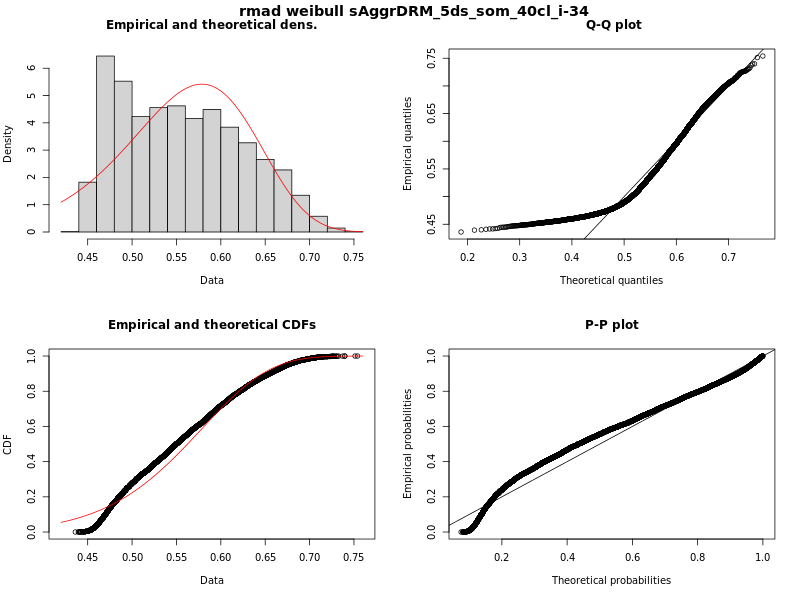 rmad weibull sAggrDRM_5ds_som_40cl_i-34
Empirical and theoretical dens.
Density
0 1 2 3 4 5 6
0.45 0.50 0.55 0.60 0.65 0.70 0.75
Data
Q-Q plot
Empirical quantiles
0.45 0.55 0.65 0.75
0.2 0.3 0.4 0.5 0.6 0.7
Theoretical quantiles
Empirical and theoretical CDFs
CDF
0.0 0.2 0.4 0.6 0.8 1.0
0.45 0.50 0.55 0.60 0.65 0.70 0.75
Data
P-P plot
Empirical probabilities
0.0 0.2 0.4 0.6 0.8 1.0
0.2 0.4 0.6 0.8 1.0
Theoretical probabilities